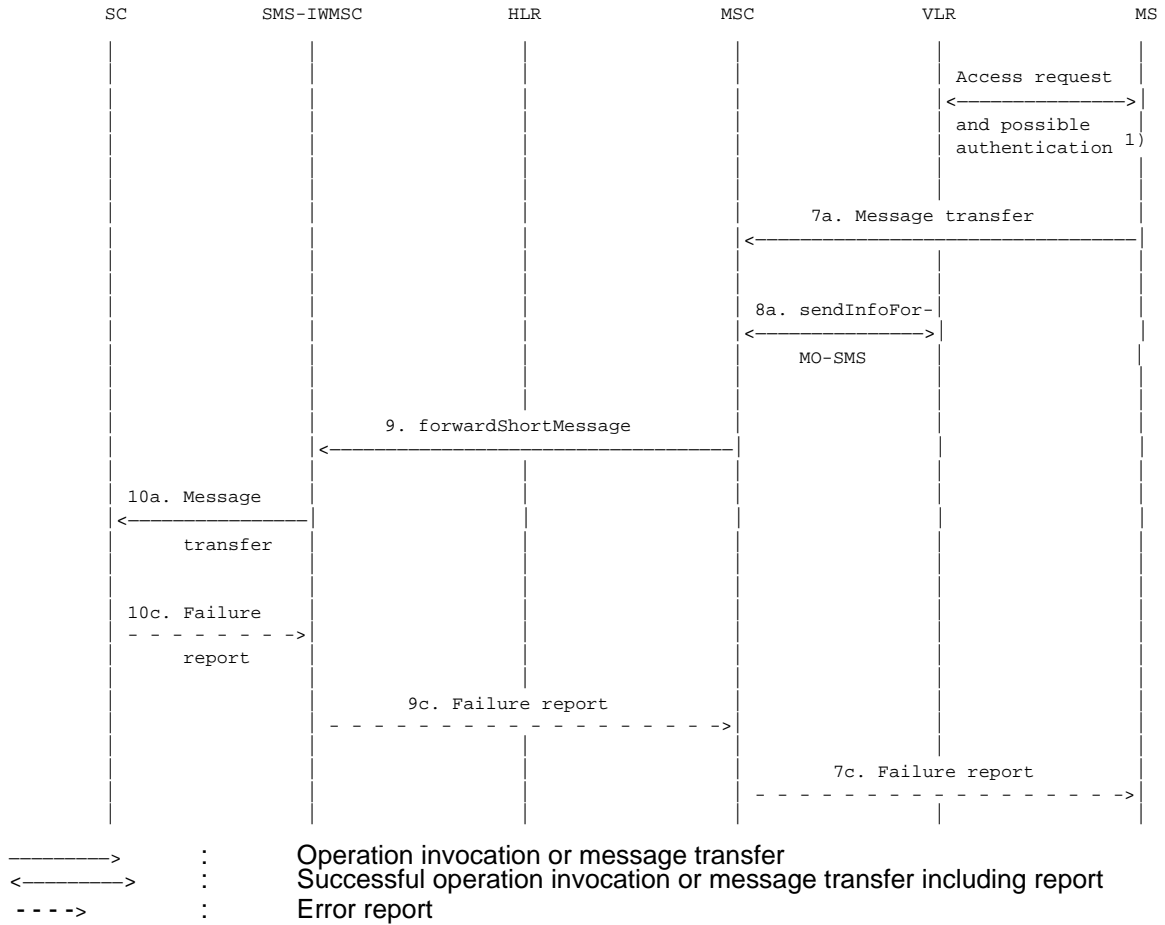 SC SMS-IWMSC HLR MSC VLR MS
Access request
and possible
authentication 1)
7a. Message transfer
8a. sendInfoFor-
MO-SMS
9. forwardShortMessage
10a. Message
transfer
10c. Failure
report
9c. Failure report
7c. Failure report
: Operation invocation or message transfer
: Successful operation invocation or message transfer including report
: Error report